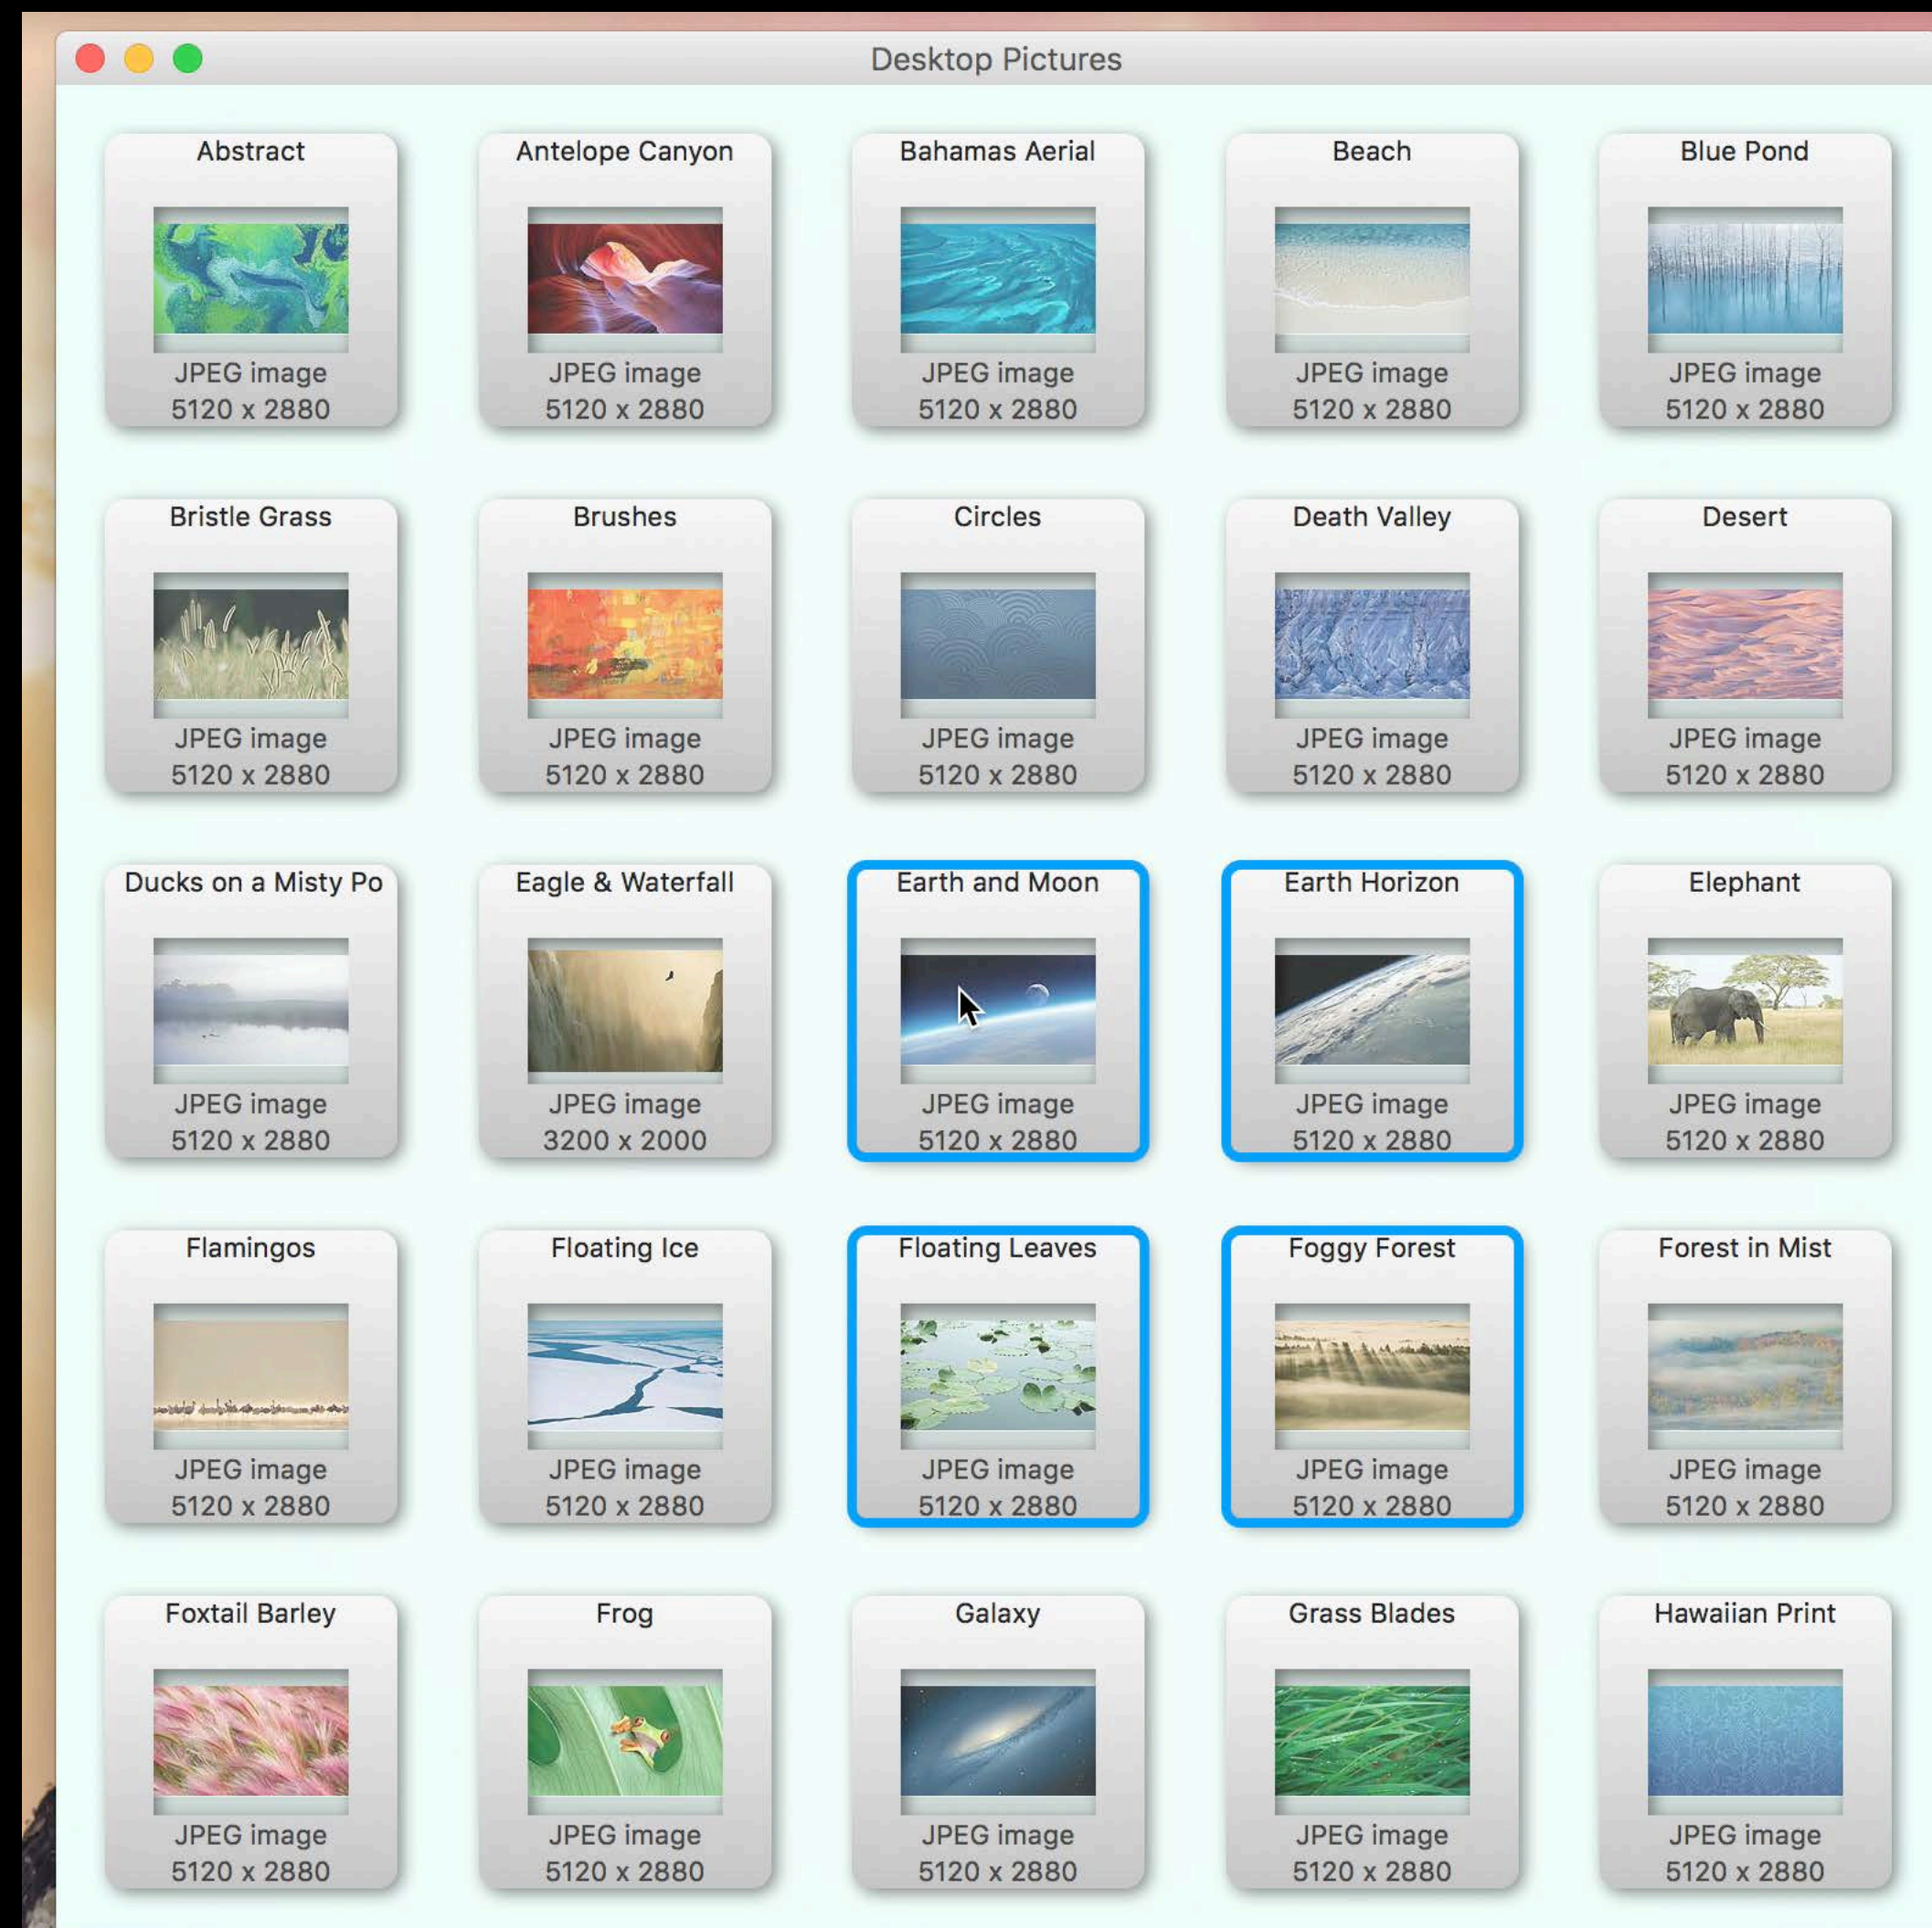 Desktop Pictures
Abstract
JPEG image
5120 x 2880
Antelope Canyon
JPEG image
5120 x 2880
Bahamas Aerial
JPEG image
5120 x 2880
Beach
JPEG image
5120 x 2880
Blue Pond
JPEG image
5120 x 2880
Bristle Grass
JPEG image
5120 x 2880
Brushes
JPEG image
5120 x 2880
Circles
JPEG image
5120 x 2880
Death Valley
JPEG image
5120 x 2880
Desert
JPEG image
5120 x 2880
Ducks on a Misty Po
JPEG image
5120 x 2880
Eagle & Waterfall
JPEG image
3200 x 2000
Earth and Moon
JPEG image
5120 x 2880
Earth Horizon
JPEG image
5120 x 2880
Elephant
JPEG image
5120 x 2880
Flamingos
JPEG image
5120 x 2880
Floating Ice
JPEG image
5120 x 2880
Floating Leaves
JPEG image
5120 x 2880
Foggy Forest
JPEG image
5120 x 2880
Forest in Mist
JPEG image
5120 x 2880
Foxtail Barley
JPEG image
5120 x 2880
Frog
JPEG image
5120 x 2880
Galaxy
JPEG image
5120 x 2880
Grass Blades
JPEG image
5120 x 2880
Hawaiian Print
JPEG image
5120 x 2880